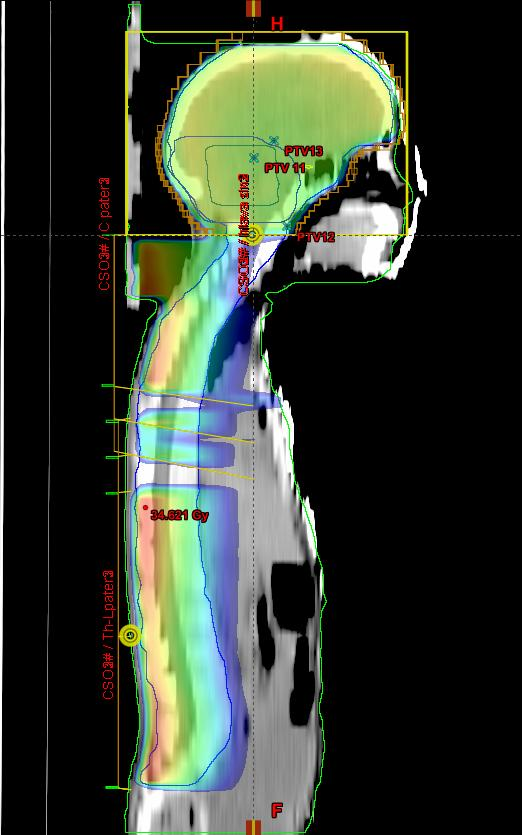 H
PTV13
PTV 11
PTV12
CSO3# / C pater3
34.621 Gy
CSO3# / Th-Lpater3
F